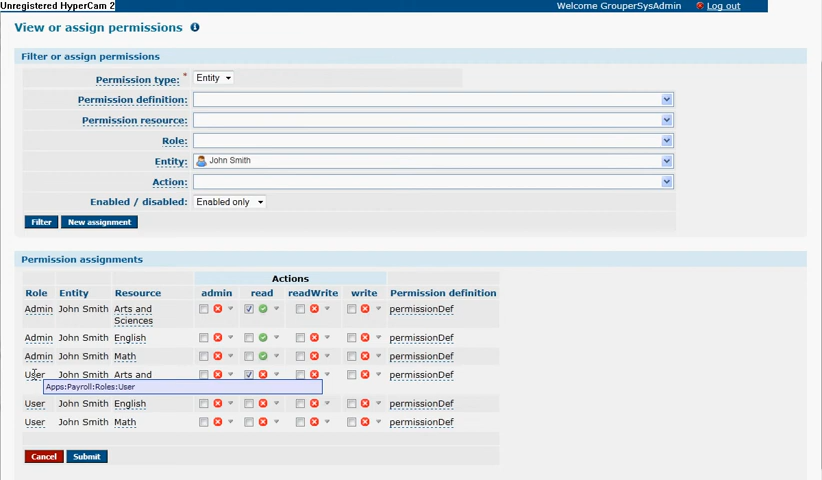 Unregistered HyperCam 2
Welcome GrouperSysAdmin Log out
View or assign permissions
Filter or assign permissions
Permission type: * Entity
Permission definition:
Permission resource:
Role:
Entity: John Smith
Action:
Enabled / disabled: Enabled only
Filter New assignment
Permission assignments
Actions
Role Entity Resource admin read readWrite write Permission definition
Admin John Smith Arts and Sciences permissionDef
Admin John Smith English permissionDef
Admin John Smith Math permissionDef
User John Smith Arts and permissionDef
Apps:Payroll:Roles:User
User John Smith English permissionDef
User John Smith Math permissionDef
Cancel Submit